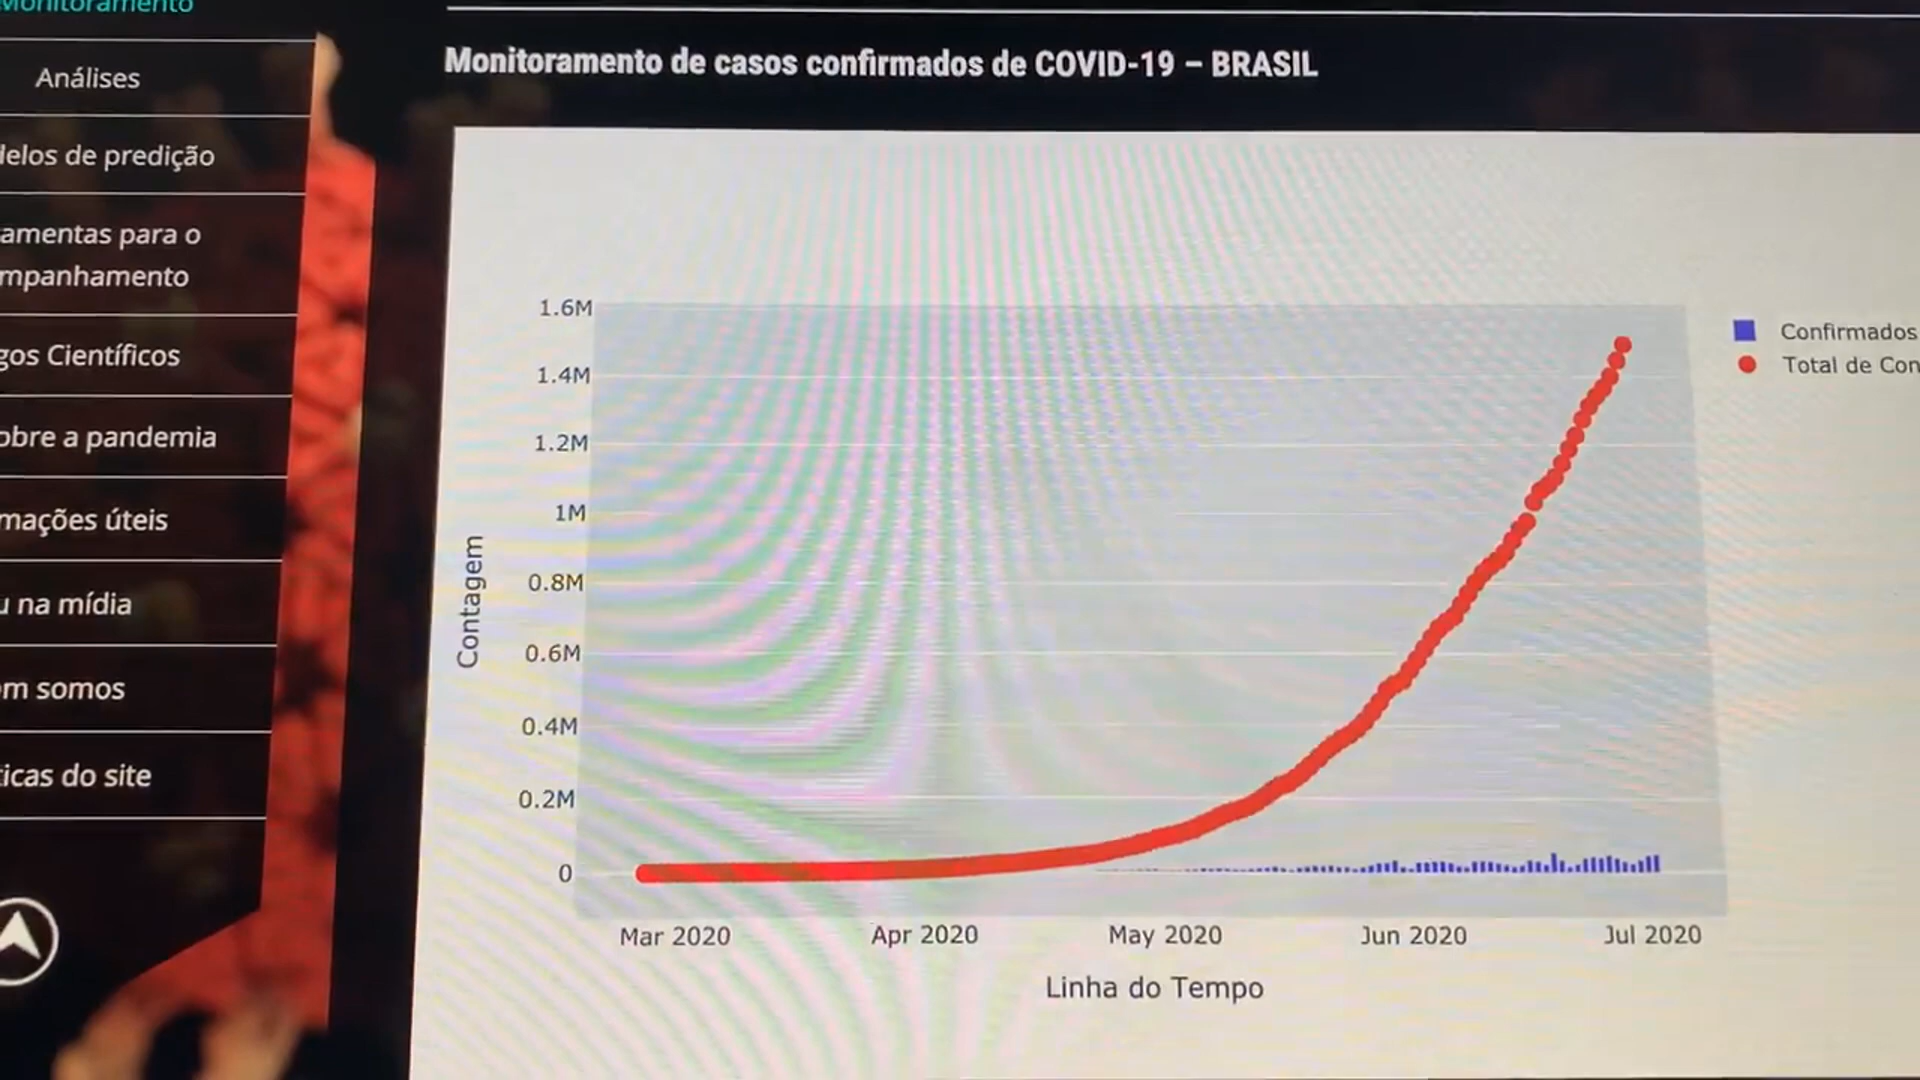 Monitoramento
Análises
delos de predição
amentas para o
mpanhamento
gos Científicos
obre a pandemia
mações úteis
u na mídia
em somos
ticas do site
Monitoramento de casos confirmados de COVID-19 – BRASIL
1.6M
1.4M
1.2M
1M
0.8M
0.6M
0.4M
0.2M
0
Contagem
Mar 2020
Apr 2020
May 2020
Jun 2020
Jul 2020
Linha do Tempo
Confirmados
Total de Con